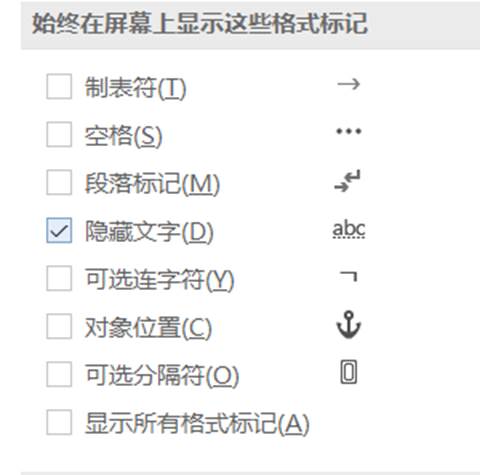 始终在屏幕上显示这些格式标记
制表符(T) →
空格(S) •••
段落标记(M)
隐藏文字(D) abc
可选连字符(Y) ¬
对象位置(C)
可选分隔符(O)
显示所有格式标记(A)